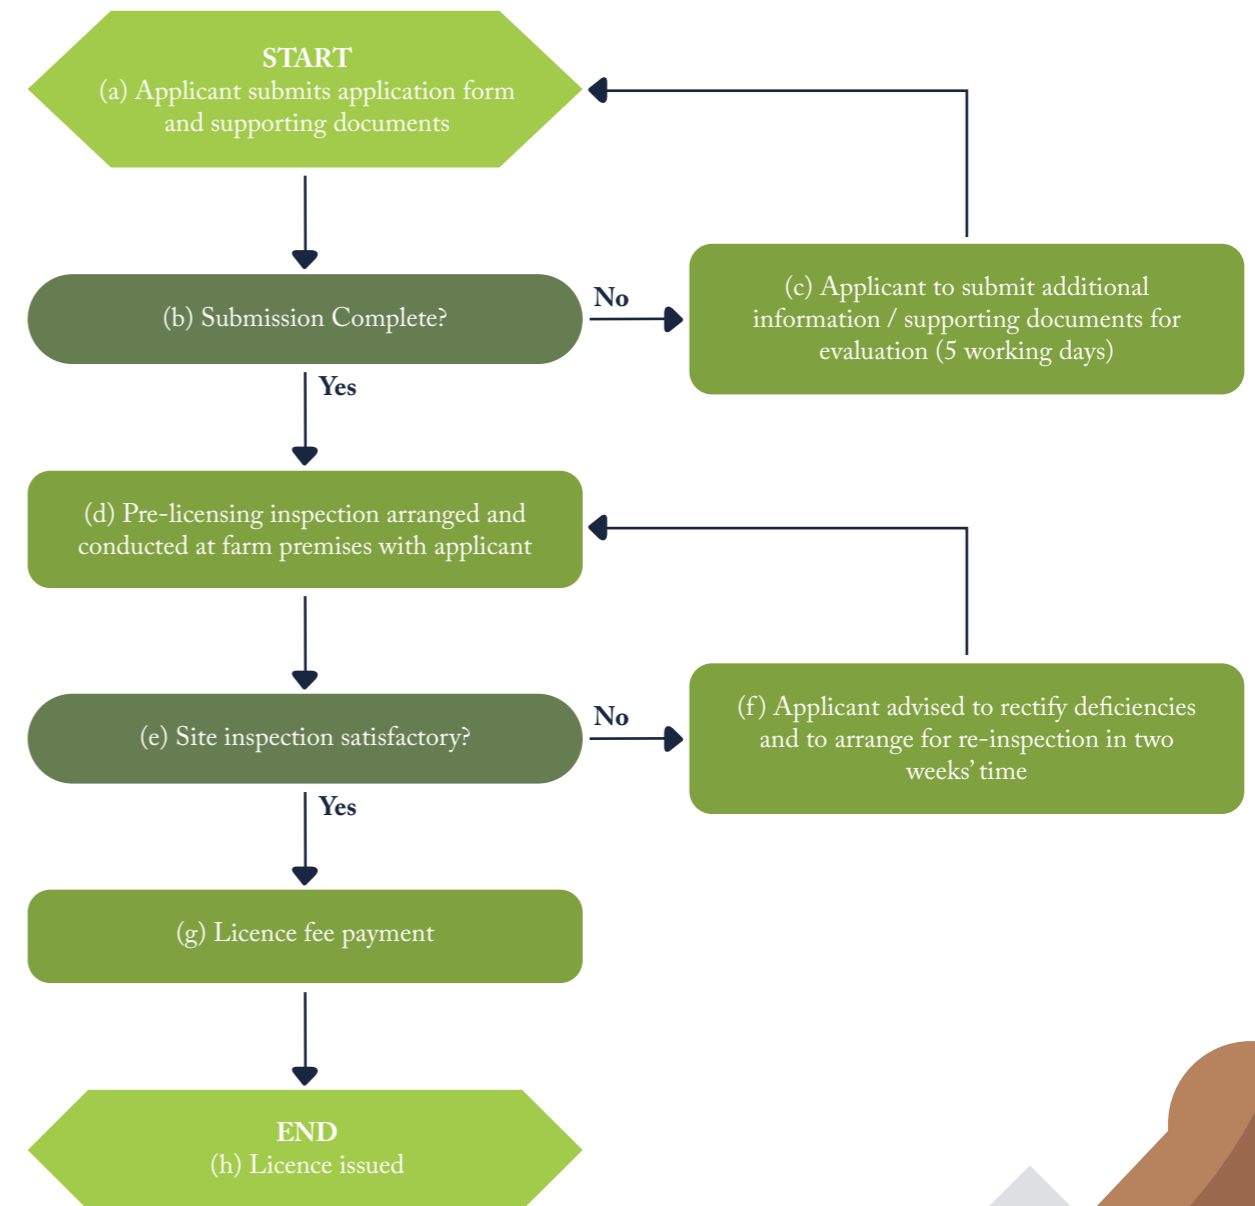 START
(a) Applicant submits application form
and supporting documents
(b) Submission Complete?
No
(c) Applicant to submit additional
information / supporting documents for
evaluation (5 working days)
Yes
(d) Pre-licensing inspection arranged and
conducted at farm premises with applicant
(e) Site inspection satisfactory?
No
(f) Applicant advised to rectify deficiencies
and to arrange for re-inspection in two
weeks’ time
Yes
(g) Licence fee payment
END
(h) Licence issued